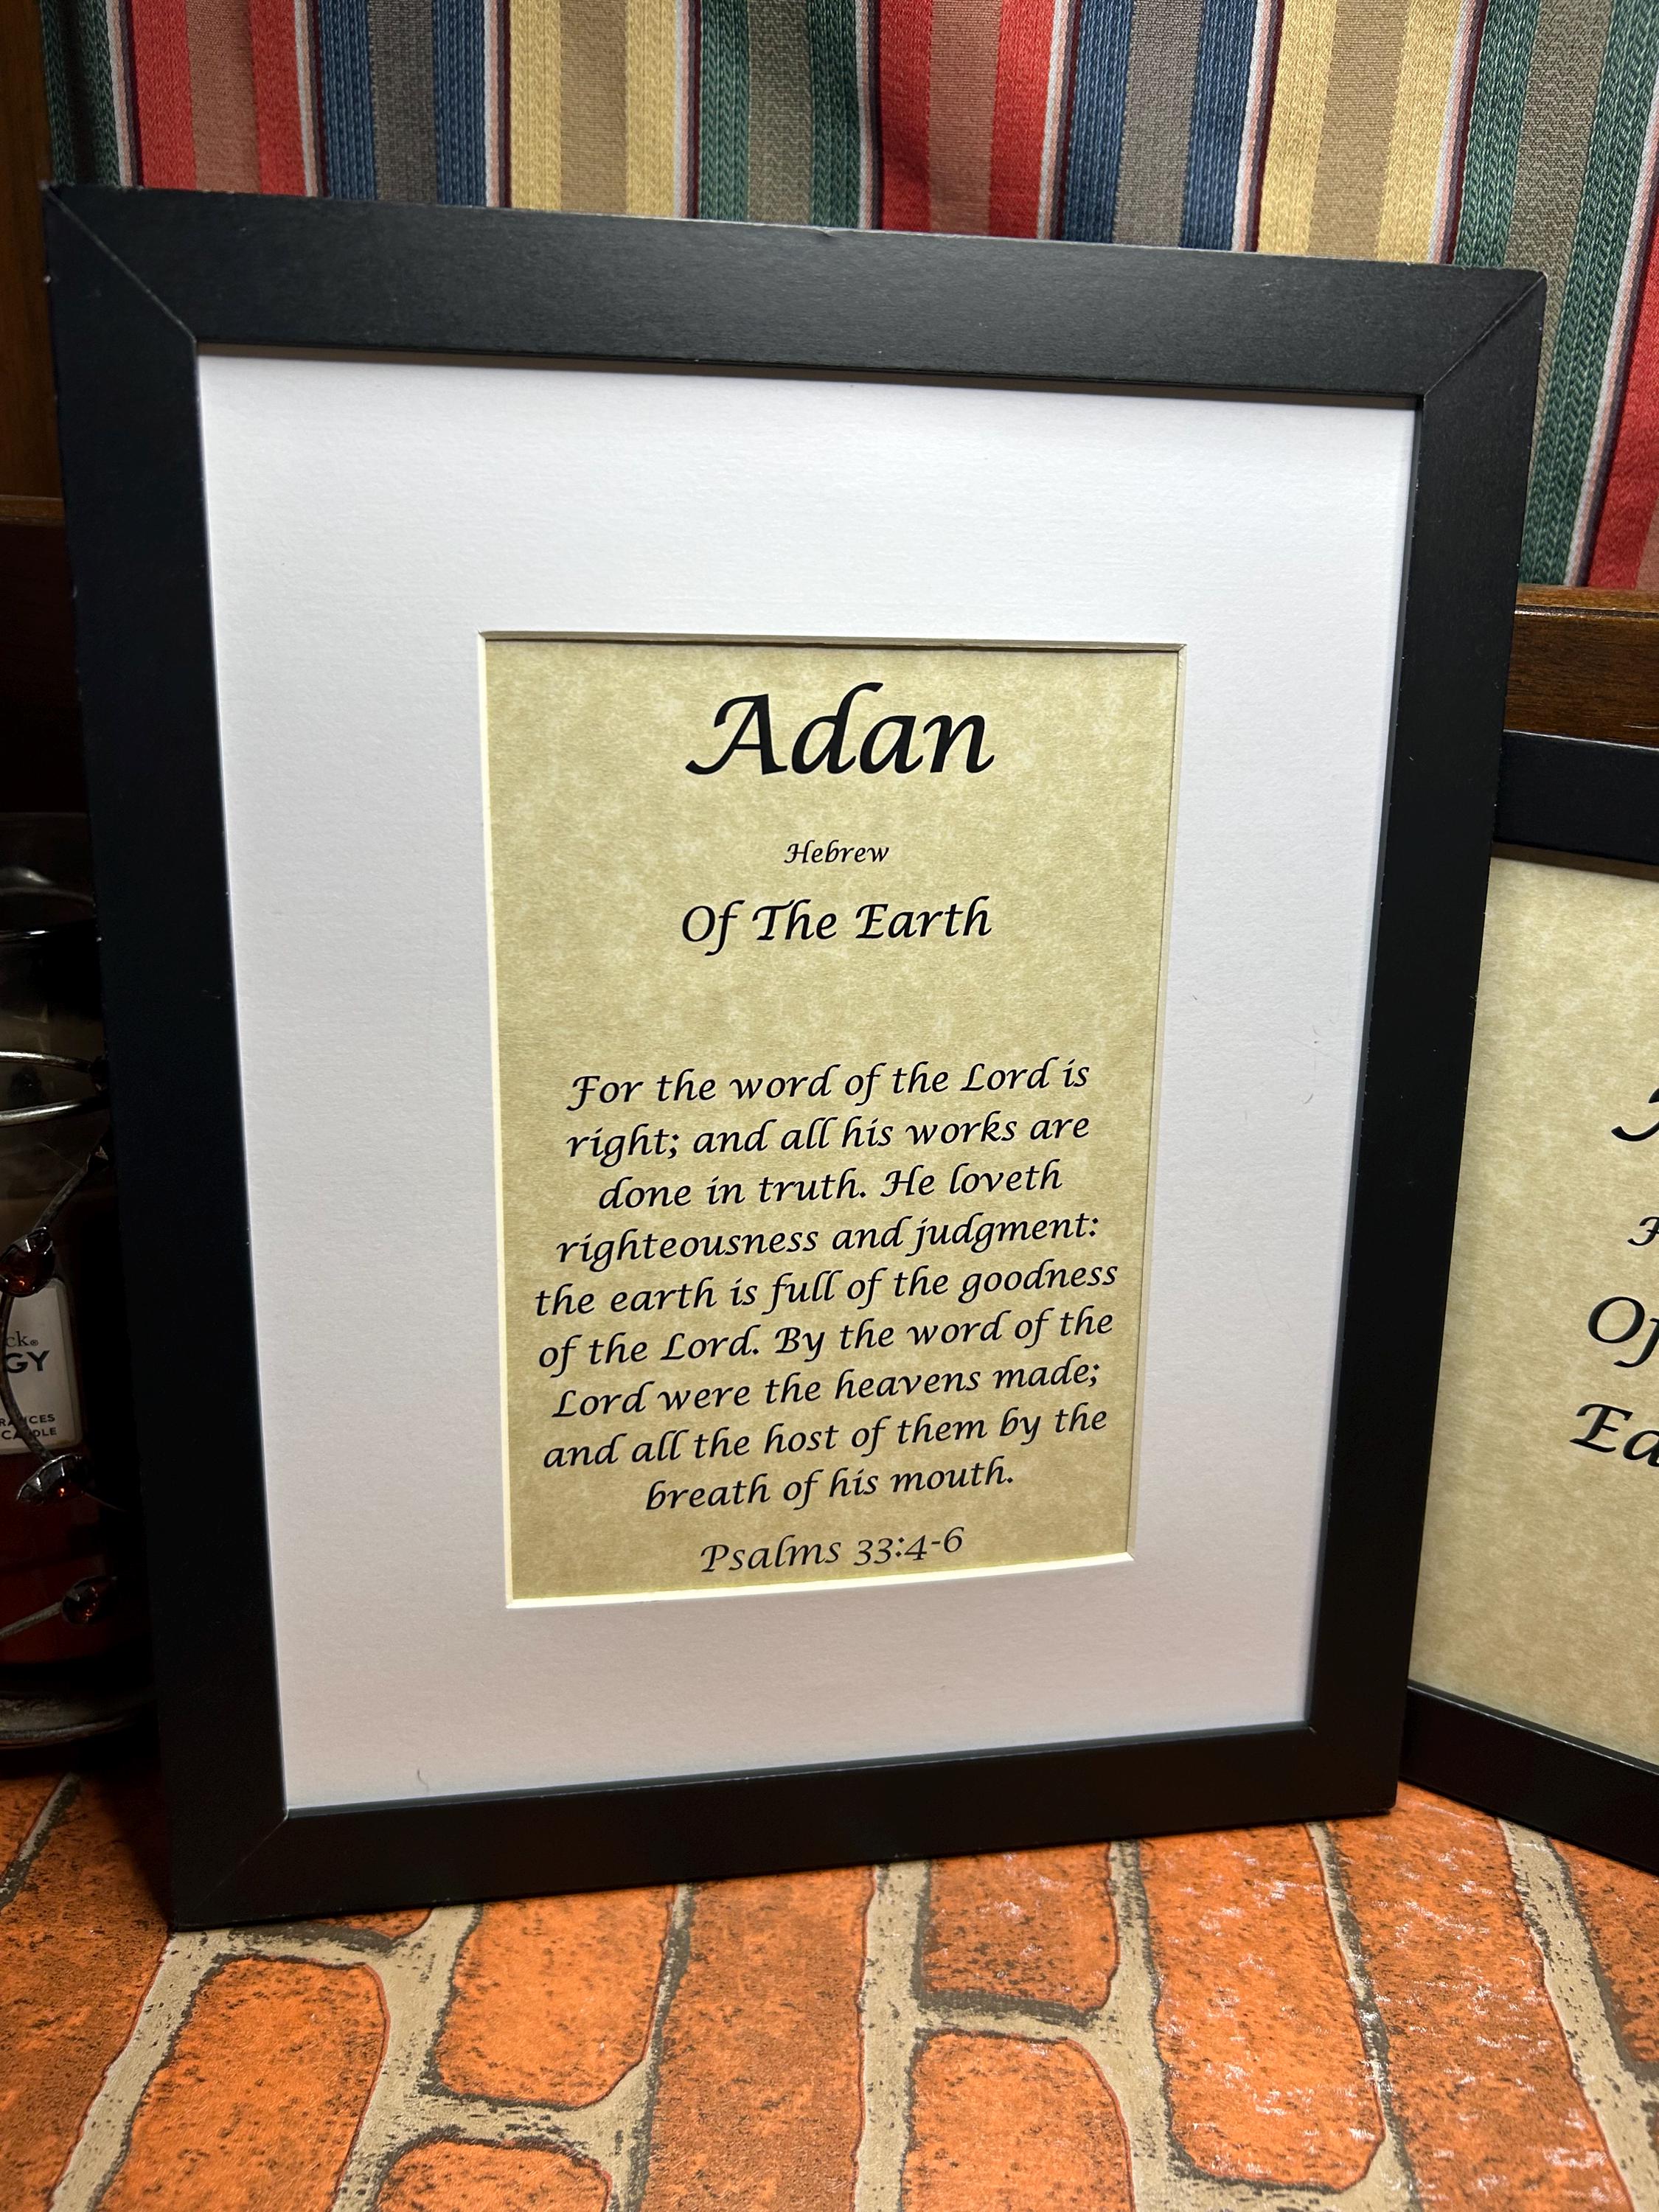 Adan
Hebrew
Of The Earth
For the word of the Lord is
right; and all his works are
done in truth. He loveth
righteousness and judgment:
the earth is full of the goodness
of the Lord. By the word of the
Lord were the heavens made;
and all the host of them by the
breath of his mouth.
Psalms 33:4-6